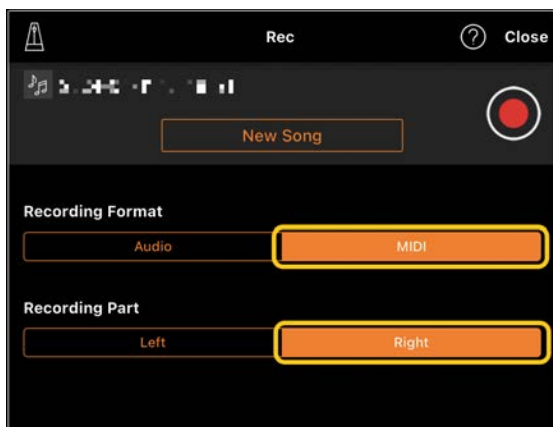 Rec
? Close
New Song
Recording Format
Audio MIDI
Recording Part
Left Right